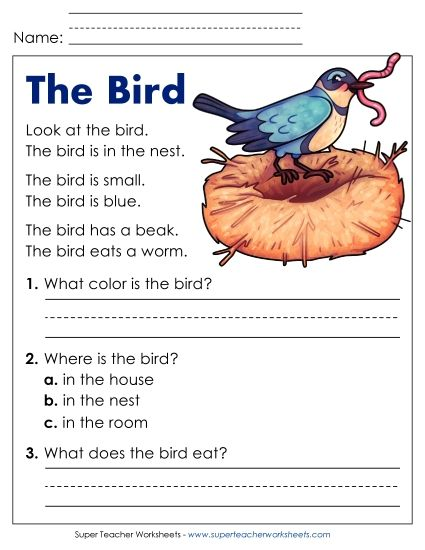 Name:
The Bird
Look at the bird.
The bird is in the nest.
The bird is small.
The bird is blue.
The bird has a beak.
The bird eats a worm.
1. What color is the bird?
2. Where is the bird?
a. in the house
b. in the nest
c. in the room
3. What does the bird eat?
Super Teacher Worksheets - www.superteacherworksheets.com